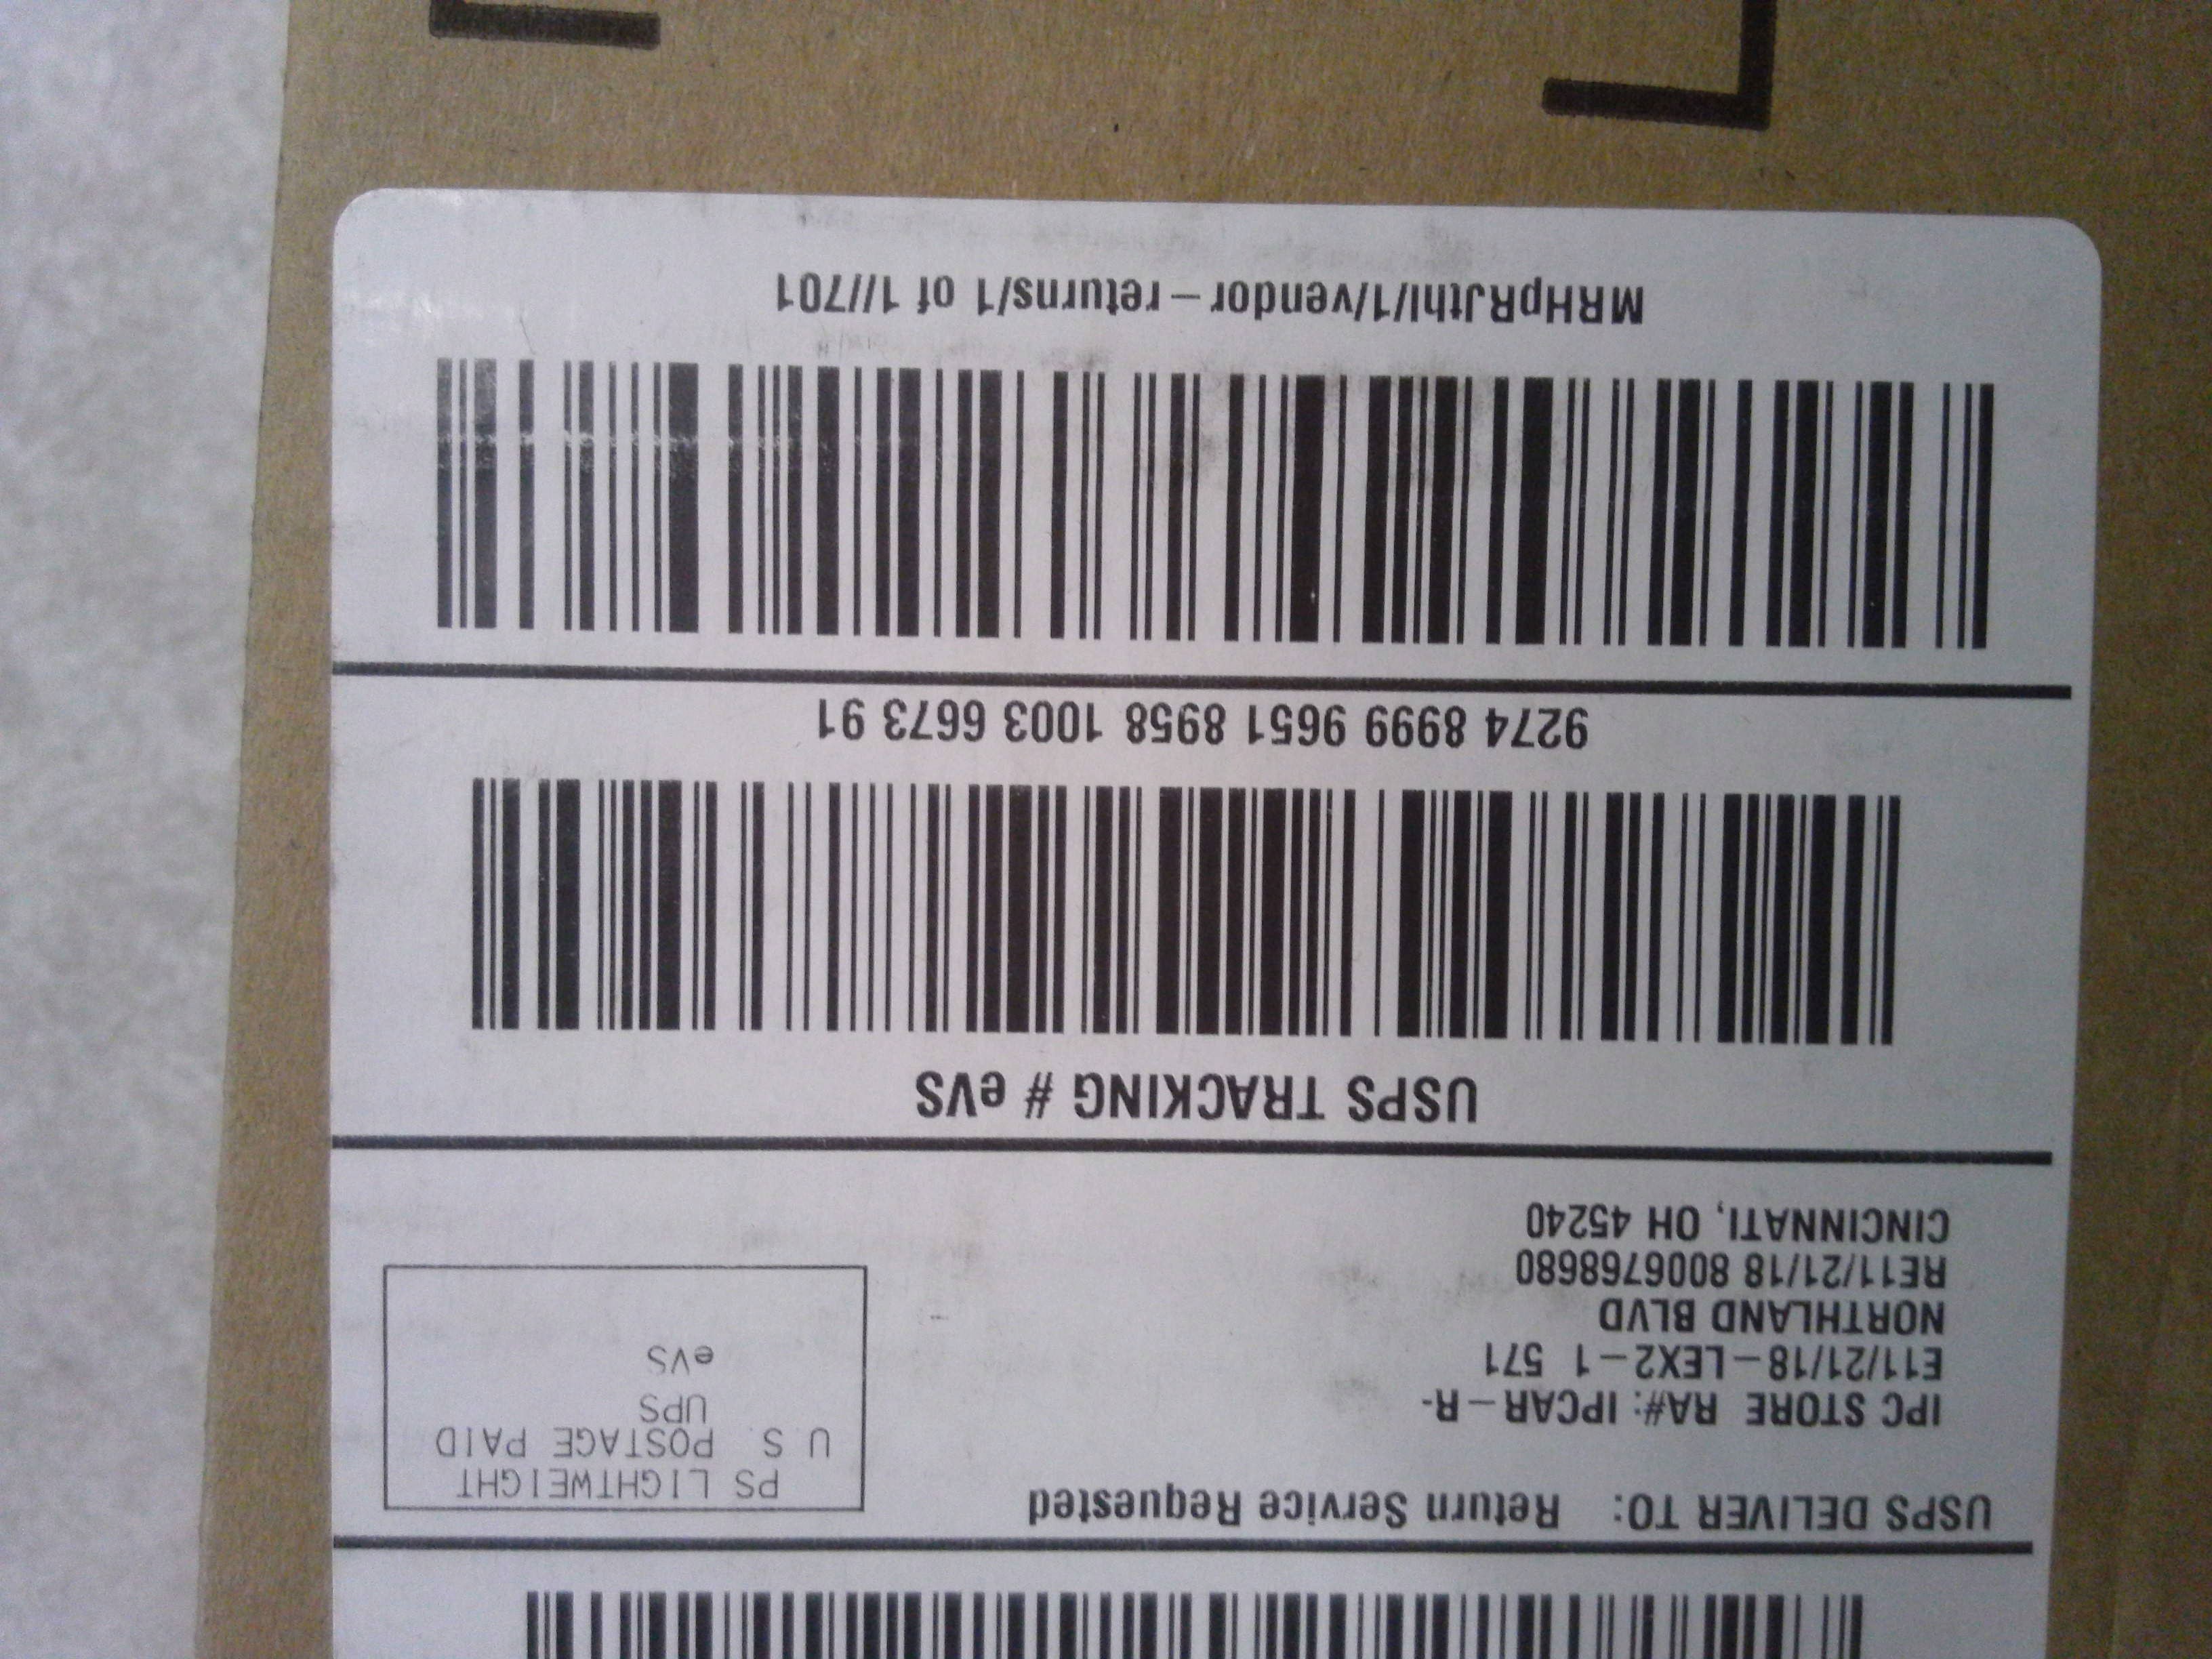 USPS DELIVER TO: Return Service Requested
IPC STORE RA#: IPCAR-R-
E11/21/18-LEX2-1 571
NORTHLAND BLVD
RE11/21/18 8006768680
CINCINNATI, OH 45240
PS LIGHTWEIGHT
U S POSTAGE PAID
UPS
eVS
USPS TRACKING # eVS
9274 8999 9651 8958 1003 6673 91
MRHpRJthl/1/vendor-returns/1 of 1//701